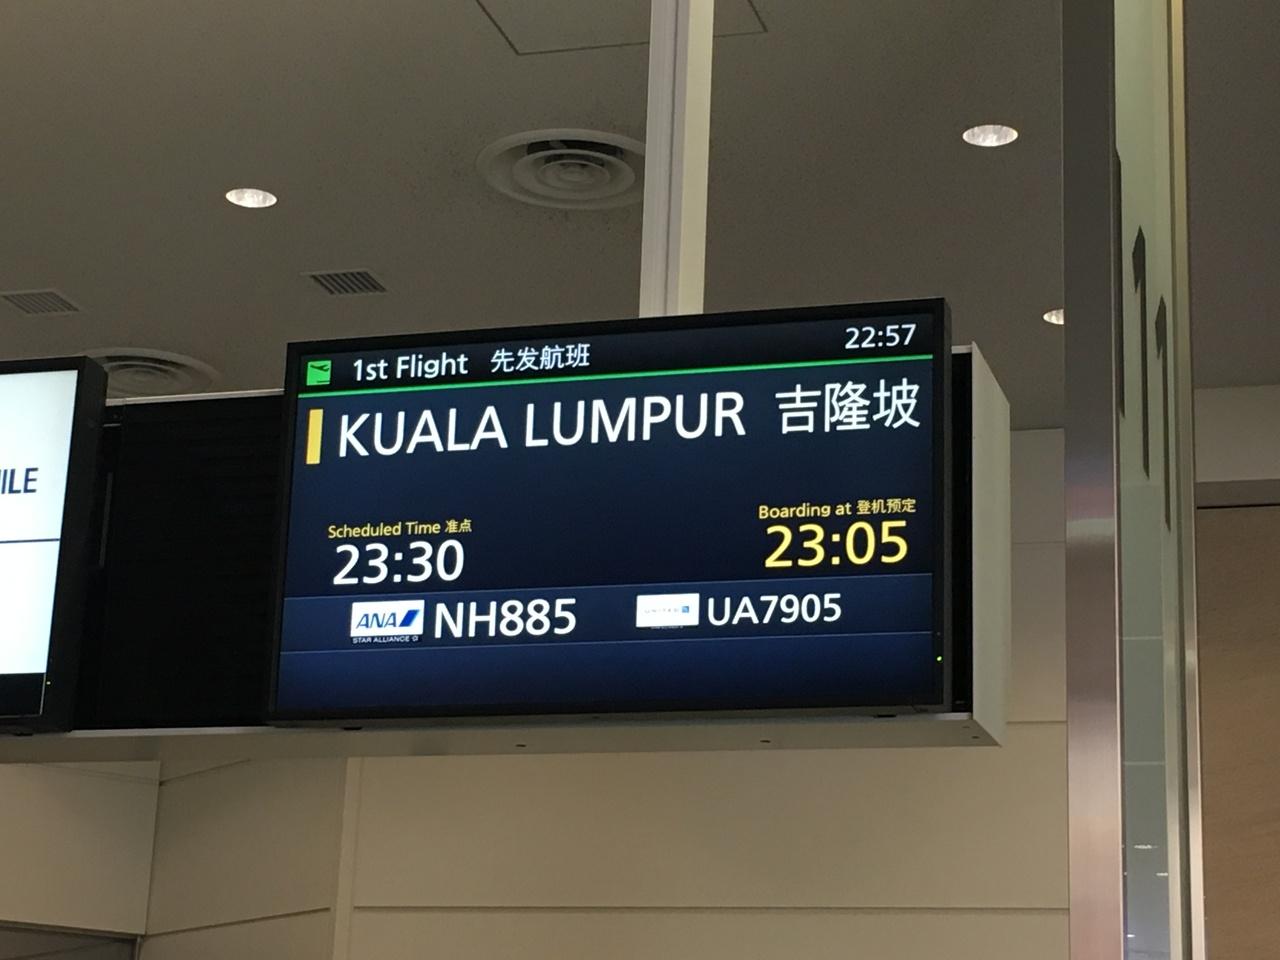 ILE
1st Flight 先发航班 22:57
KUALA LUMPUR 吉隆坡
Scheduled Time 准点 Boarding at 登机预定
23:30 23:05
ANA NH885 UNITED UA7905
STAR ALLIANCE
11